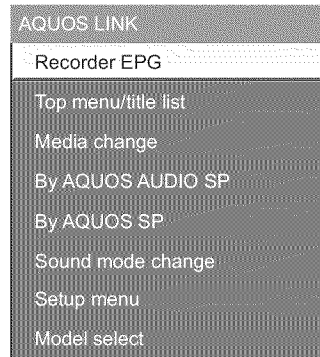 AQUOS LINK
Recorder EPG
Top menu/title list
Media change
By AQUOS AUDIO SP
By AQUOS SP
Sound mode change
Setup menu
Model select